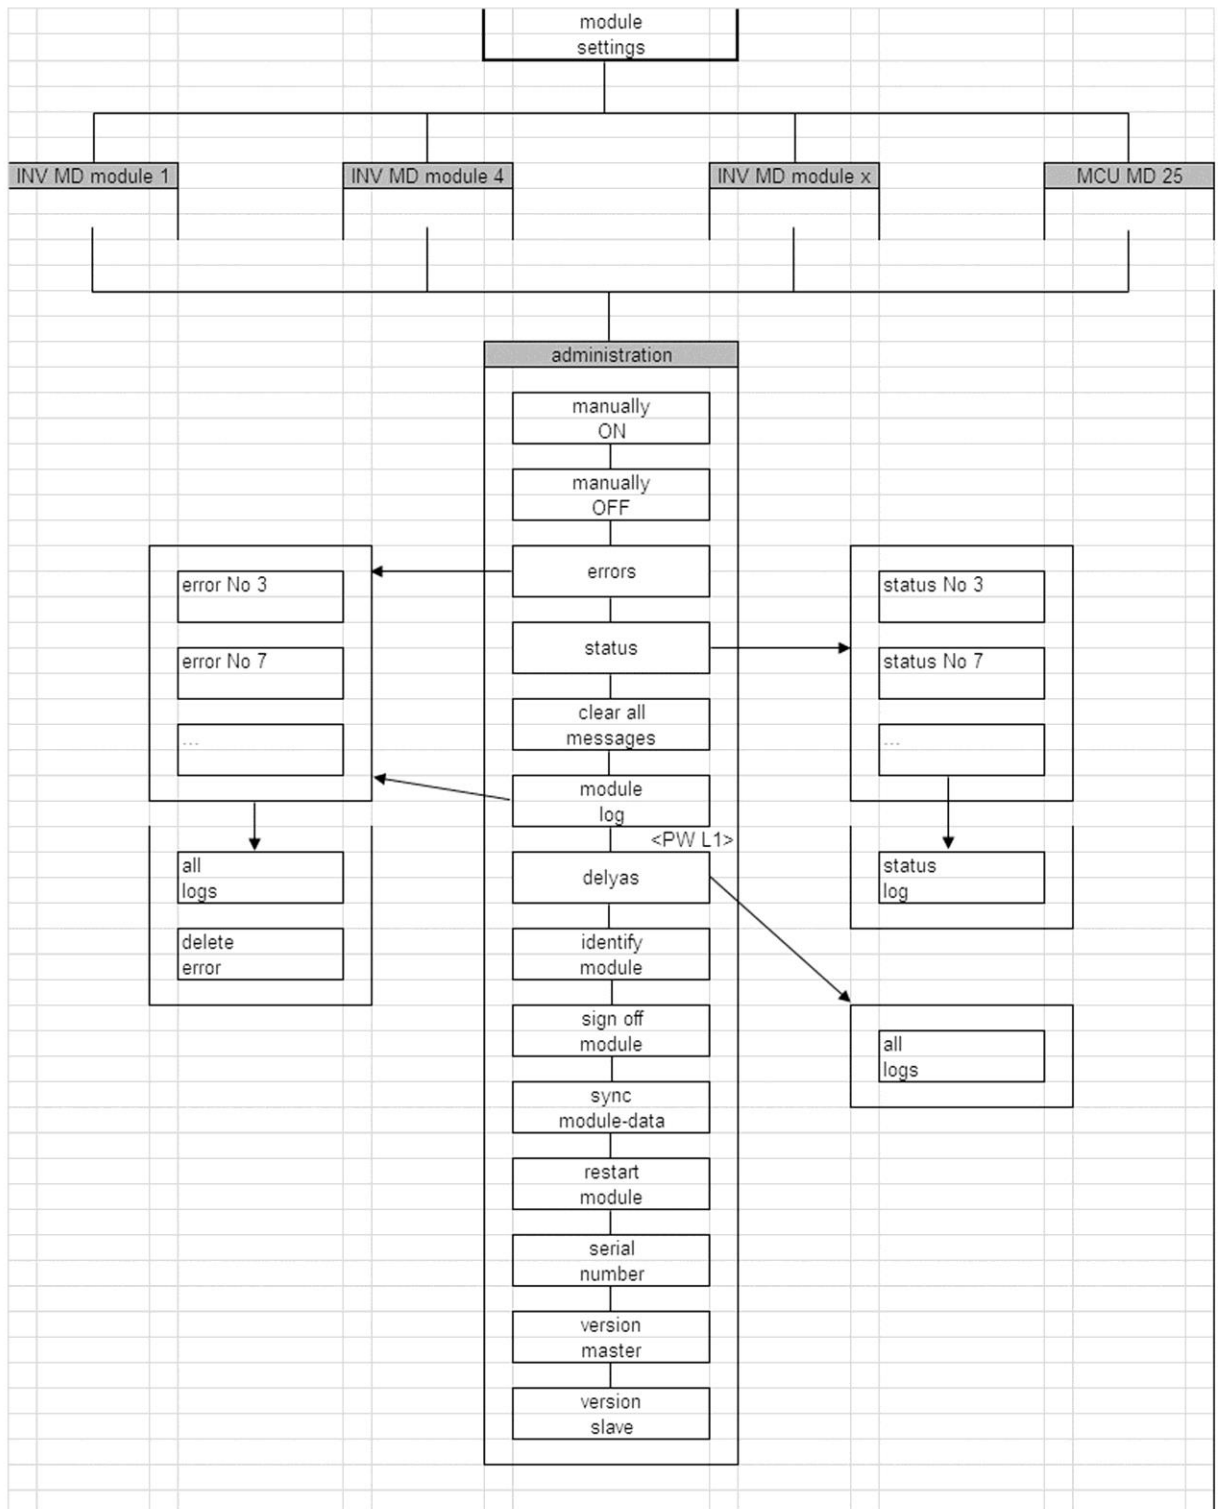 module
settings
INV MD module 1
INV MD module 4
INV MD module x
MCU MD 25
administration
manually
ON
manually
OFF
errors
status
clear all
messages
module
log
<PW L1>
delyas
identify
module
sign off
module
sync
module-data
restart
module
serial
number
version
master
version
slave
error No 3
error No 7
...
all
logs
delete
error
status No 3
status No 7
...
status
log
all
logs